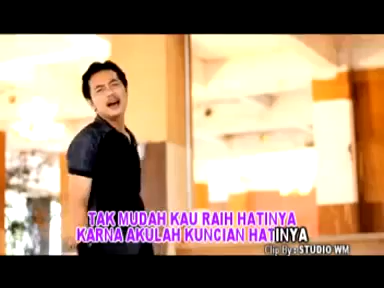 TAK MUDAH KAU RAIH HATINYA
KARNA AKULAH KUNCIAN HATINYA
Clip By: STUDIO WM